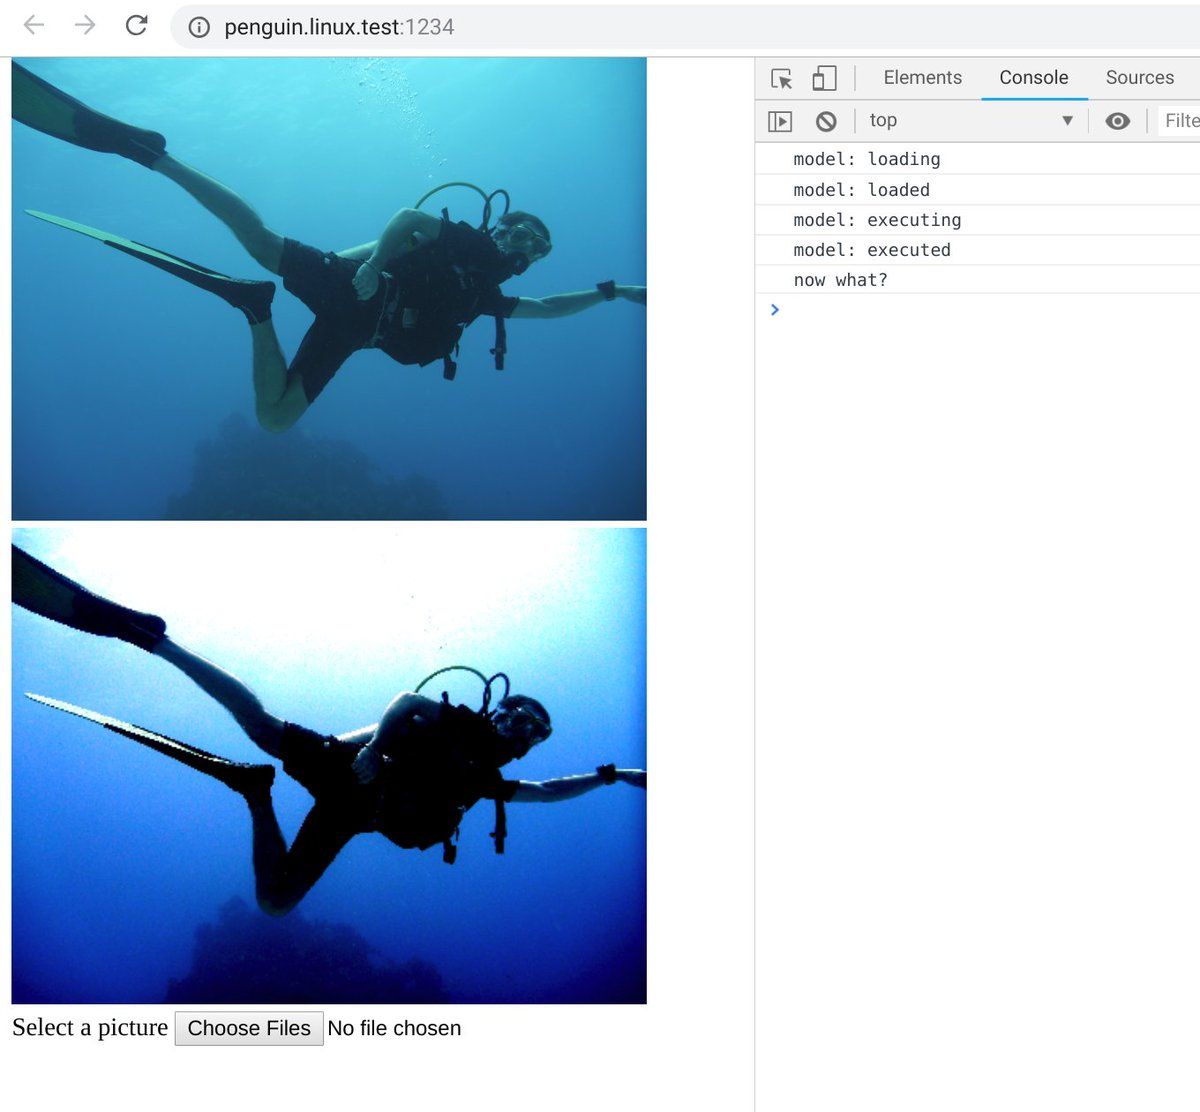 penguin.linux.test:1234
Elements Console Sources
top Filte
model: loading
model: loaded
model: executing
model: executed
now what?
Select a picture Choose Files No file chosen